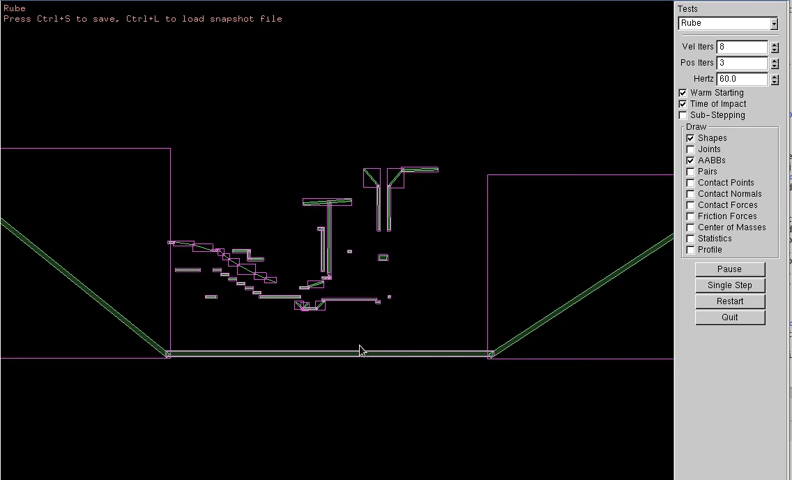 Rube
Press Ctrl+S to save, Ctrl+L to load snapshot file
Tests
Rube
Vel Iters 8
Pos Iters 3
Hertz 60.0
Warm Starting
Time of Impact
Sub-Stepping
Draw
Shapes
Joints
AABBs
Pairs
Contact Points
Contact Normals
Contact Forces
Friction Forces
Center of Masses
Statistics
Profile
Pause
Single Step
Restart
Quit